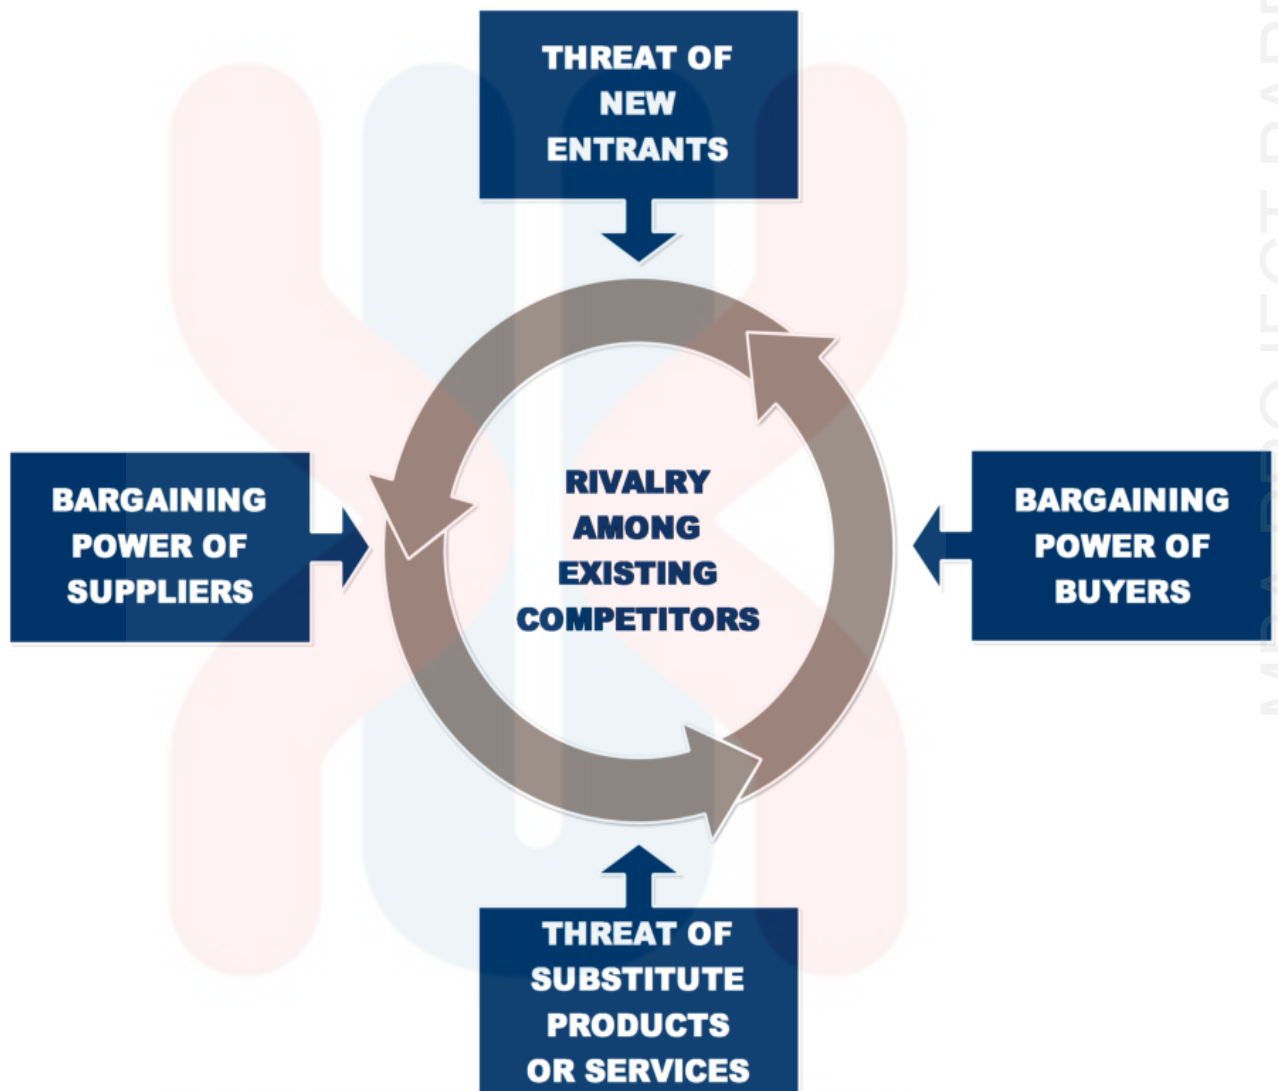 THREAT OF
NEW
ENTRANTS
BARGAINING
POWER OF
SUPPLIERS
RIVALRY
AMONG
EXISTING
COMPETITORS
BARGAINING
POWER OF
BUYERS
THREAT OF
SUBSTITUTE
PRODUCTS
OR SERVICES